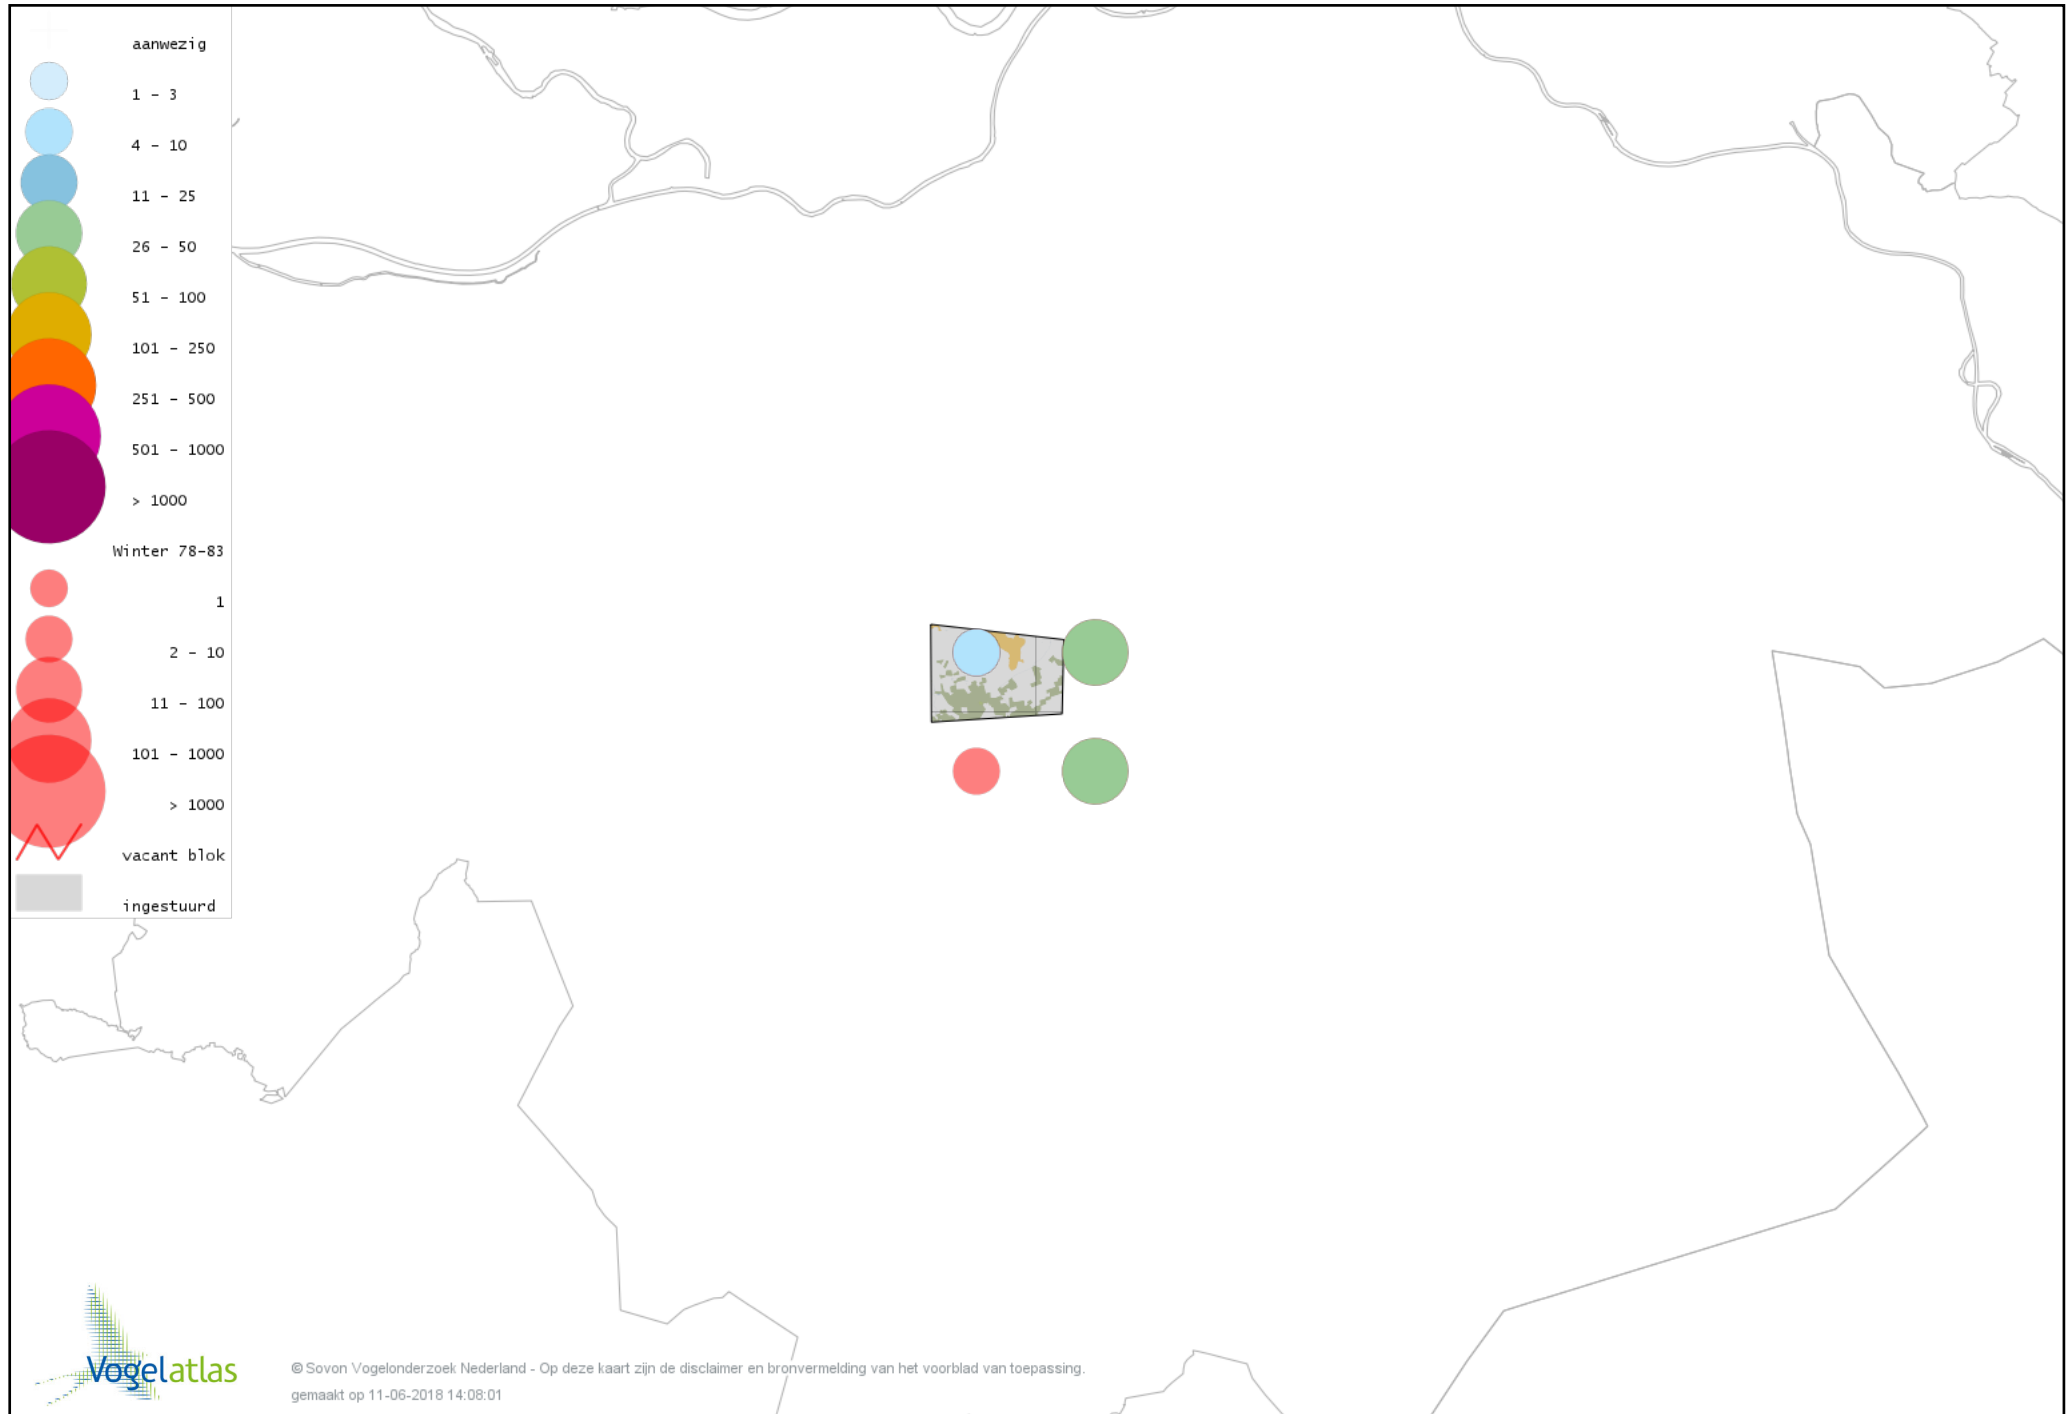 aanwezig
1 - 3
4 - 10
11 - 25
26 - 50
51 - 100
101 - 250
251 - 500
501 - 1000
> 1000
Winter 78-83
1
2 - 10
11 - 100
101 - 1000
> 1000
vacant blok
ingestuurd
Vogelatlas
© Sovon Vogelonderzoek Nederland - Op deze kaart zijn de disclaimer en bronvermelding van het voorblad van toepassing.
gemaakt op 11-06-2018 14:08:01